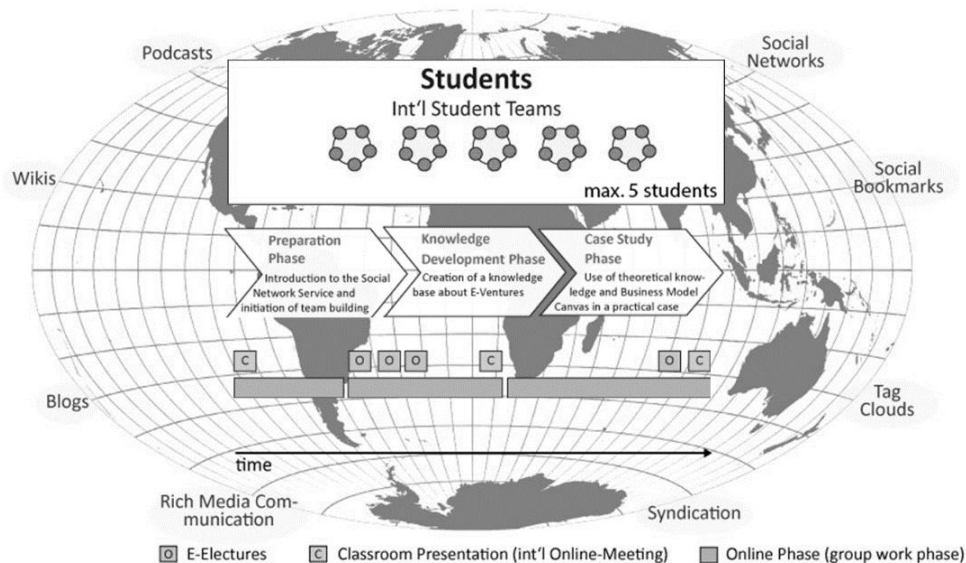 Podcasts
Social
Networks
Students
Int'l Student Teams
max. 5 students
Wikis
Social
Bookmarks
Preparation
Phase
Introduction to the Social
Network Service and
initiation of team building
Knowledge
Development Phase
Creation of a knowledge
base about E-Ventures
Case Study
Phase
Use of theoretical know-
ledge and Business Model
Canvas in a practical case
C
O
O
O
C
O
C
Blogs
Tag
Clouds
time
Rich Media Com-
munication
Syndication
O E-Electures
C Classroom Presentation (int'l Online-Meeting)
Online Phase (group work phase)